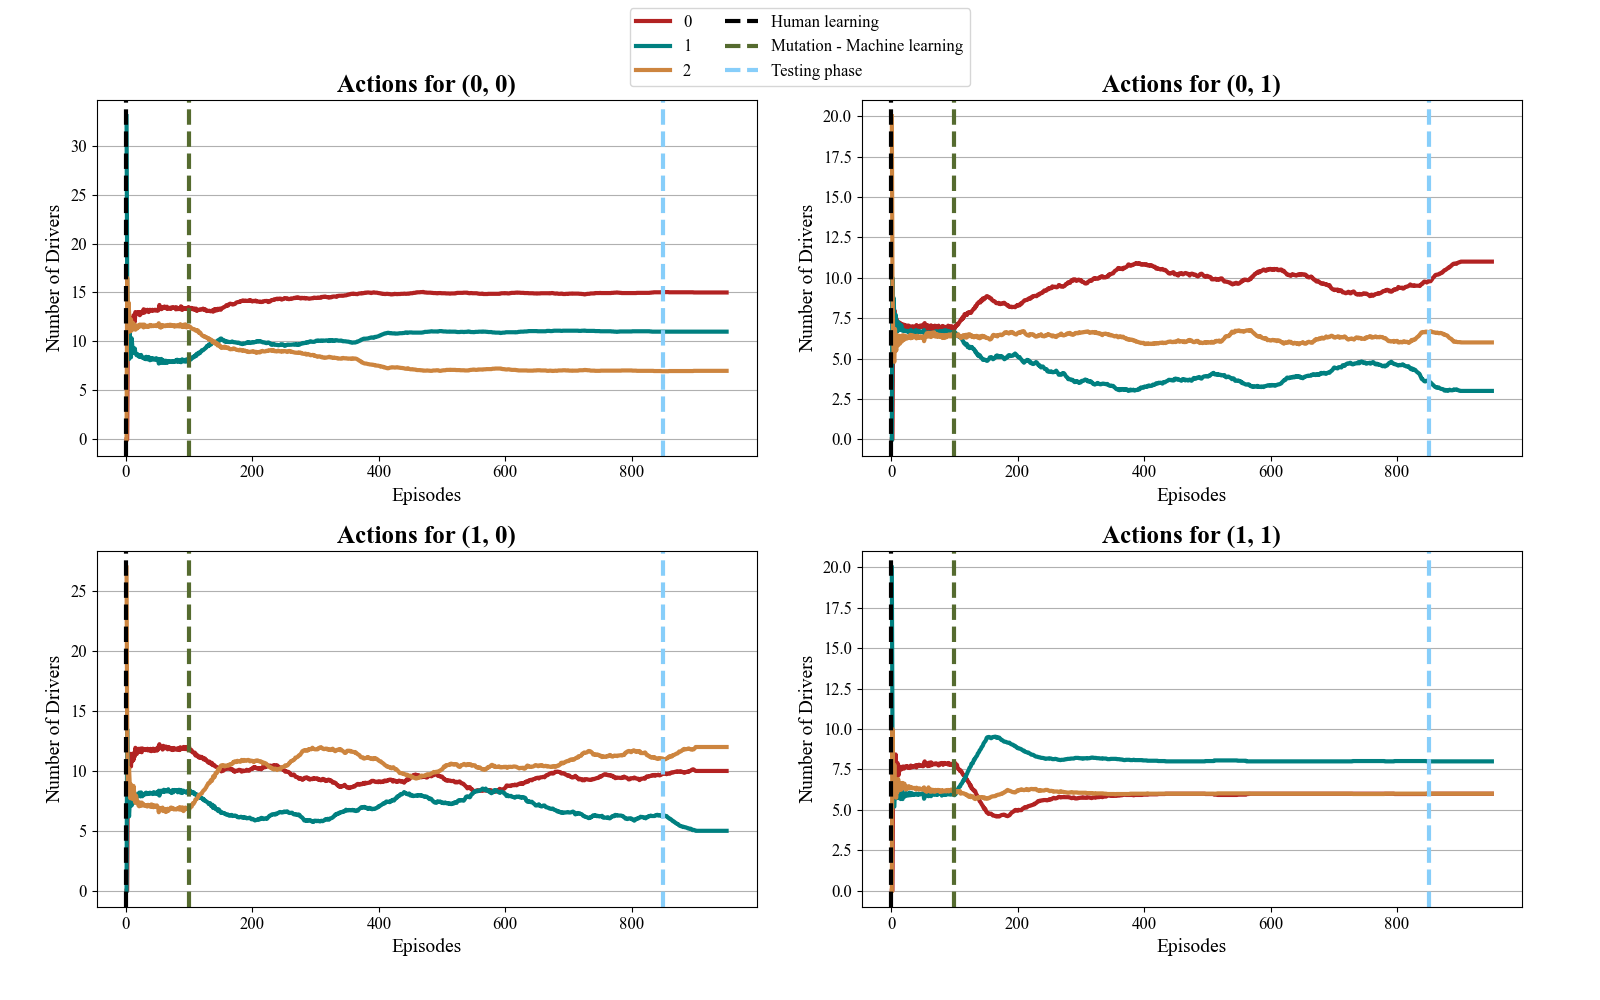 0
1
2
Human learning
Mutation - Machine learning
Testing phase
Actions for (0, 0)
Number of Drivers
30
25
20
15
10
5
0
0 200 400 600 800
Episodes
Actions for (0, 1)
Number of Drivers
20.0
17.5
15.0
12.5
10.0
7.5
5.0
2.5
0.0
0 200 400 600 800
Episodes
Actions for (1, 0)
Number of Drivers
25
20
15
10
5
0
0 200 400 600 800
Episodes
Actions for (1, 1)
Number of Drivers
20.0
17.5
15.0
12.5
10.0
7.5
5.0
2.5
0.0
0 200 400 600 800
Episodes